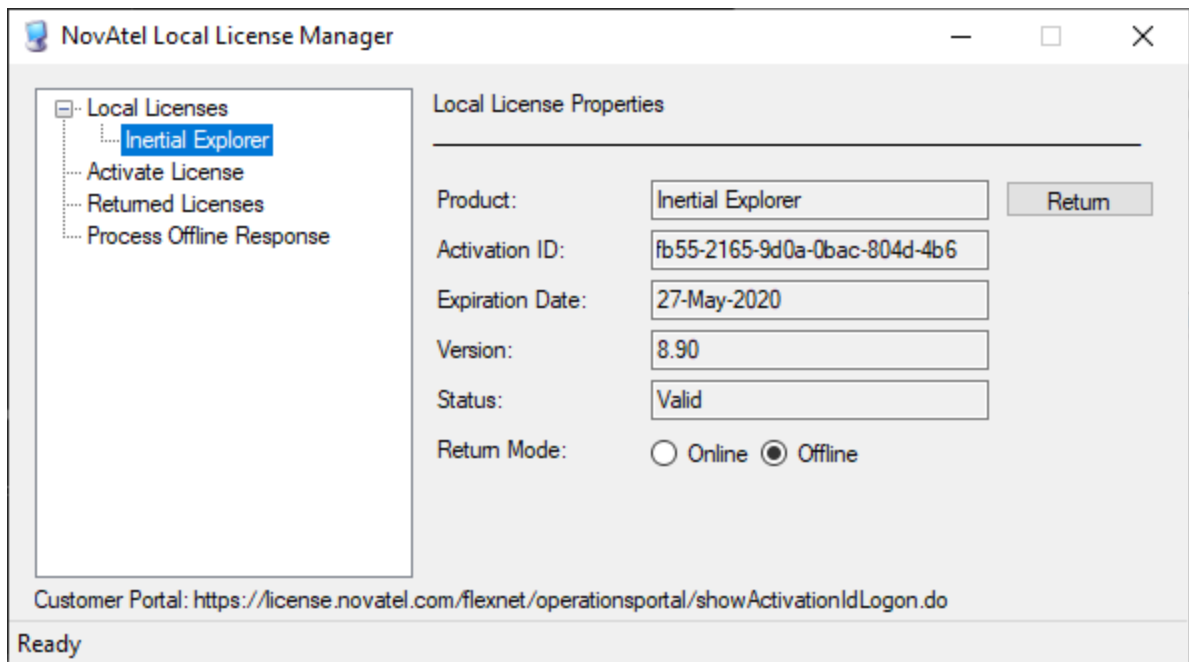 NovAtel Local License Manager
Local Licenses
Inertial Explorer
Activate License
Returned Licenses
Process Offline Response
Local License Properties
Product: Inertial Explorer Return
Activation ID: fb55-2165-9d0a-0bac-804d-4b6
Expiration Date: 27-May-2020
Version: 8.90
Status: Valid
Return Mode: Online Offline
Customer Portal: https://license.novatel.com/flexnet/operationsportal/showActivationIdLogon.do
Ready